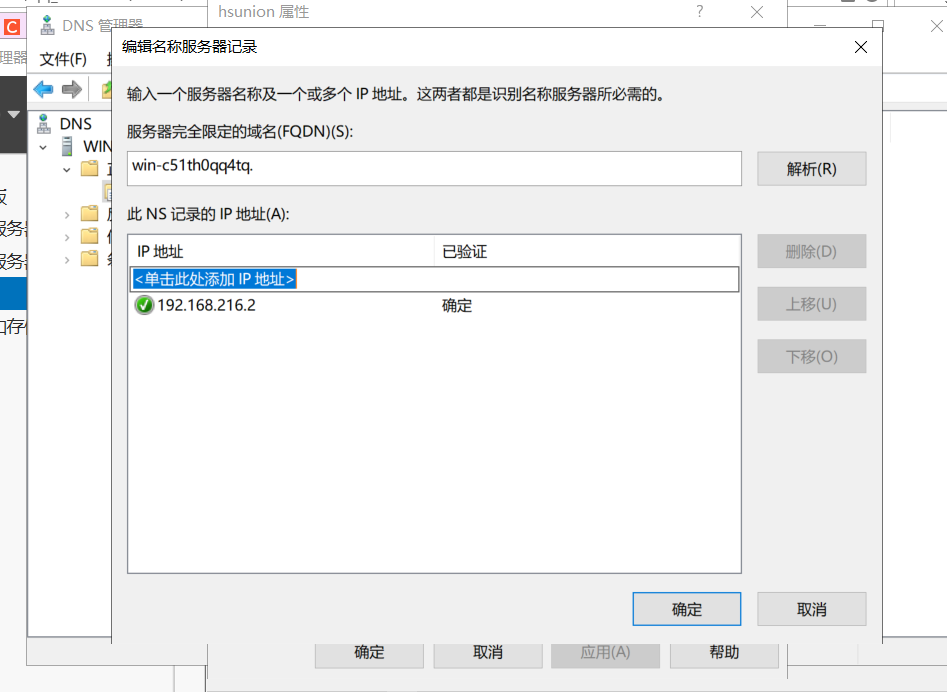 hsunion 属性
?
C
DNS 管理器
理器
文件(F)
编辑名称服务器记录
输入一个服务器名称及一个或多个 IP 地址。这两者都是识别名称服务器所必需的。
DNS
服务器完全限定的域名(FQDN)(S):
WIN
win-c51th0qq4tq.
解析(R)
此 NS 记录的 IP 地址(A):
服务器
IP 地址
已验证
删除(D)
服务器
<单击此处添加 IP 地址>
192.168.216.2
确定
上移(U)
下移(O)
确定
取消
确定
取消
应用(A)
帮助